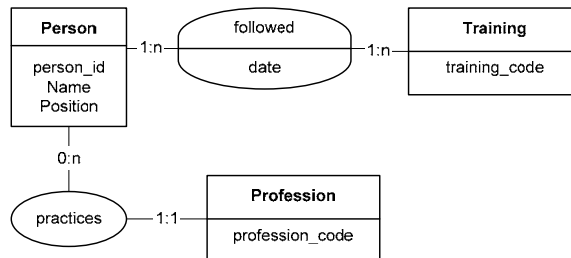 Person
person_id
Name
Position
1:n
followed
date
1:n
Training
training_code
0:n
practices
1:1
Profession
profession_code